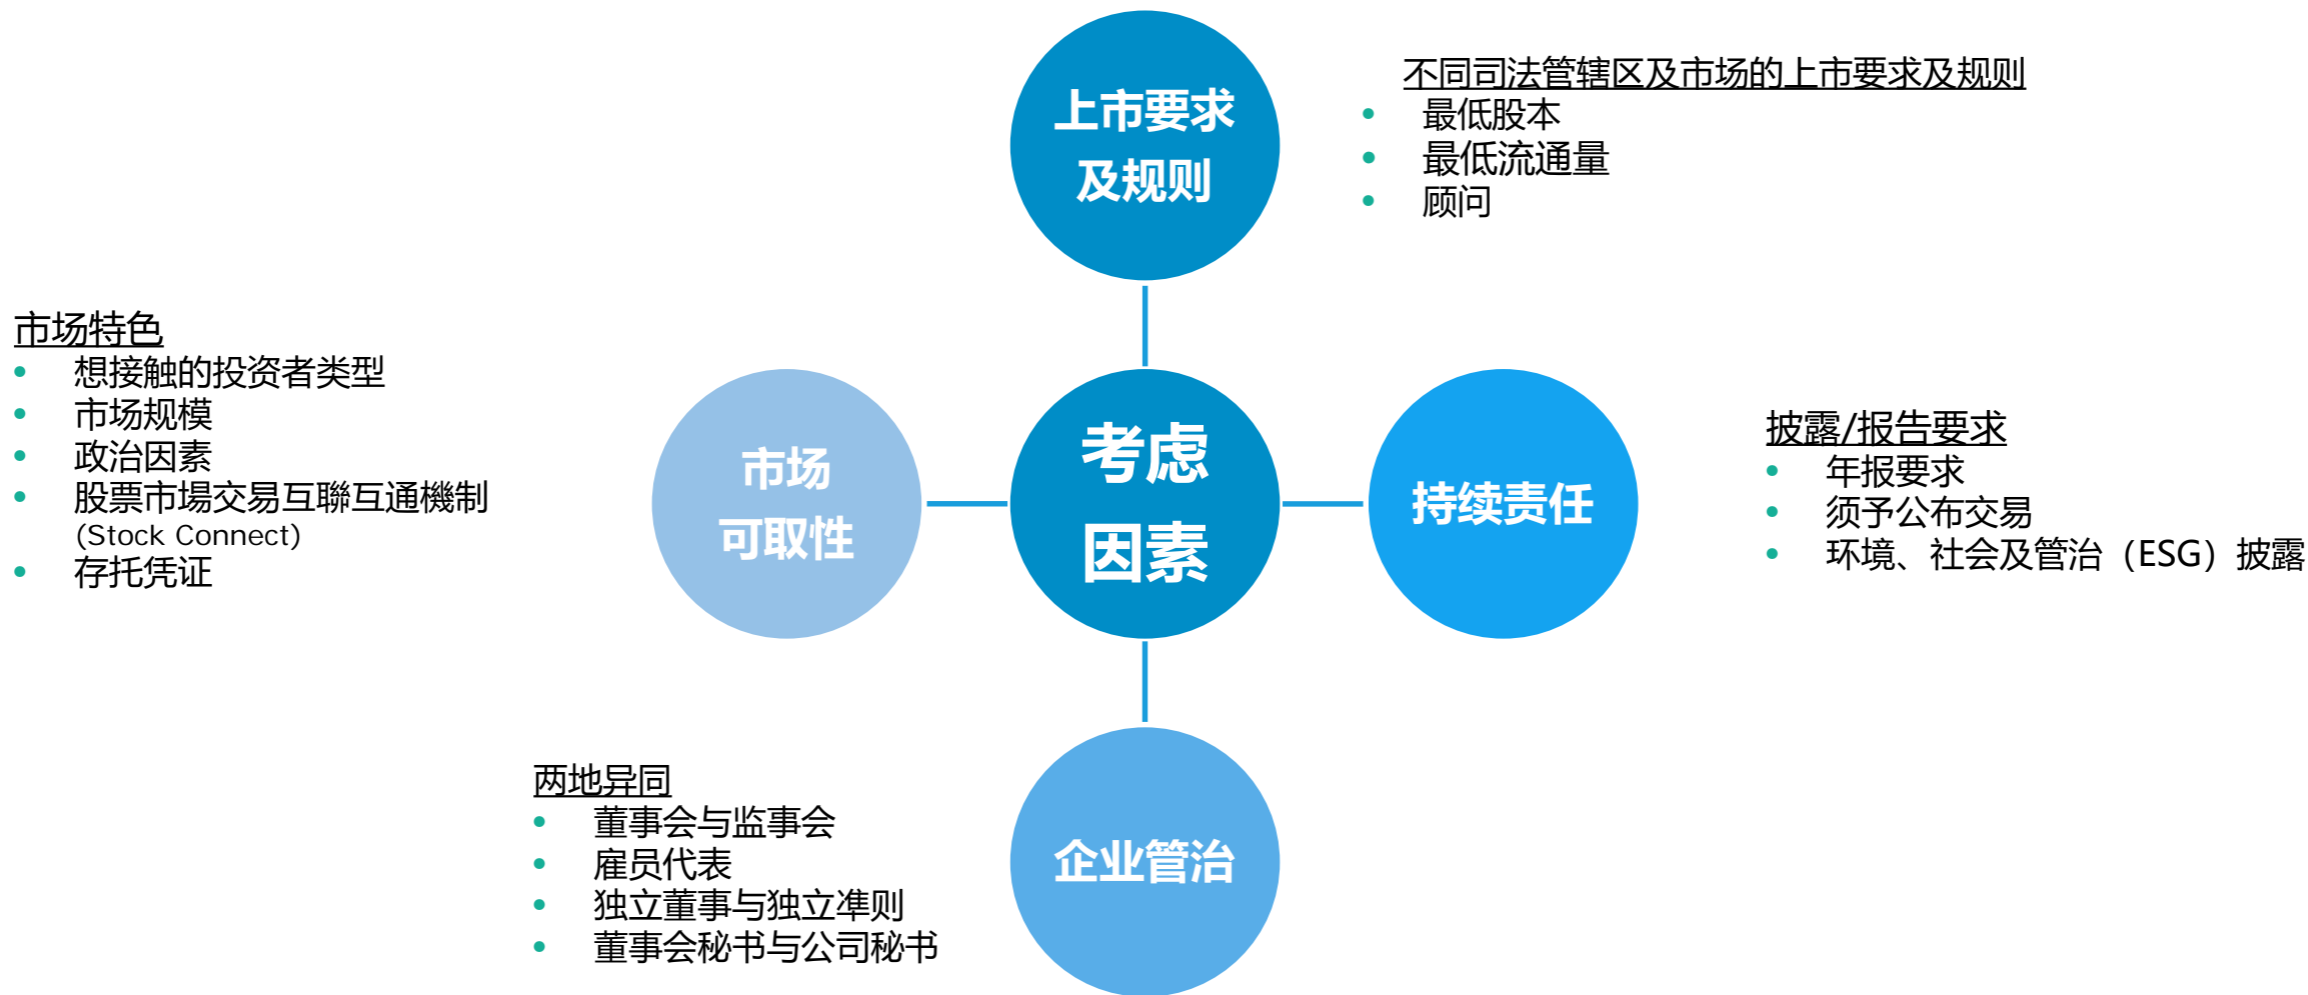 上市要求
及规则
不同司法管辖区及市场的上市要求及规则
• 最低股本
• 最低流通量
• 顾问
市场特色
• 想接触的投资者类型
• 市场规模
• 政治因素
• 股票市場交易互聯互通機制
(Stock Connect)
• 存托凭证
市场
可取性
考虑
因素
持续责任
披露/报告要求
• 年报要求
• 须予公布交易
• 环境、社会及管治（ESG）披露
两地异同
• 董事会与监事会
• 雇员代表
• 独立董事与独立准则
• 董事会秘书与公司秘书
企业管治